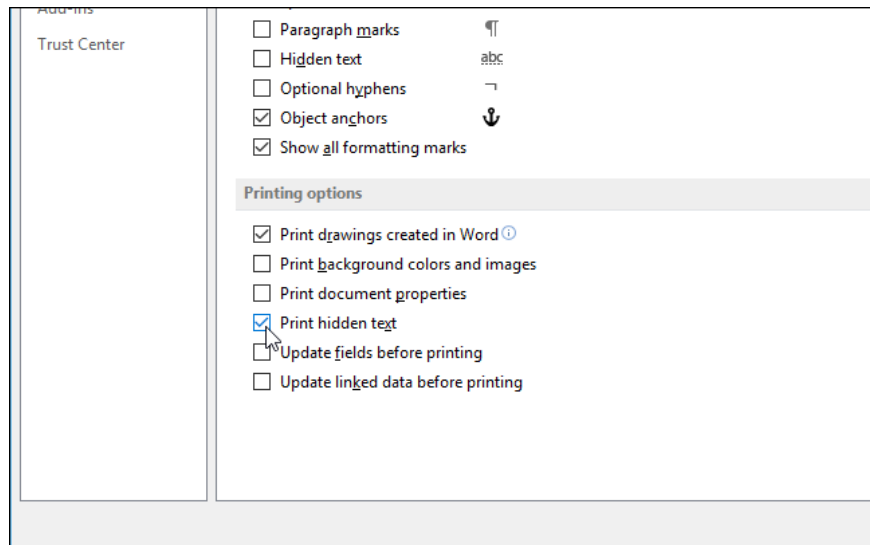 Add-Ins
Trust Center
Paragraph marks ¶
Hidden text abc
Optional hyphens ¬
Object anchors
Show all formatting marks
Printing options
Print drawings created in Word
Print background colors and images
Print document properties
Print hidden text
Update fields before printing
Update linked data before printing